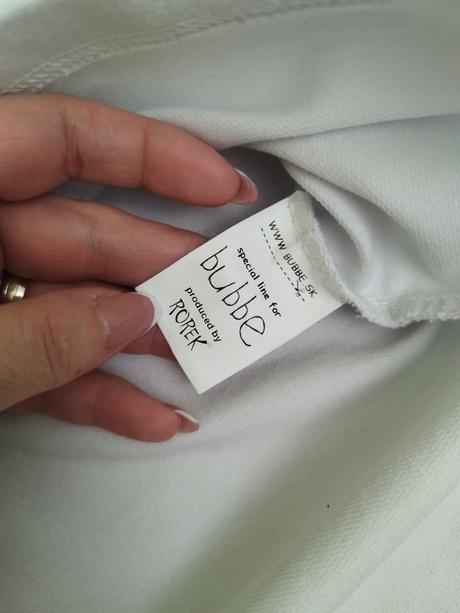 WWW.BUBBE.SK
special line for
bubbe
produced by
ROREK